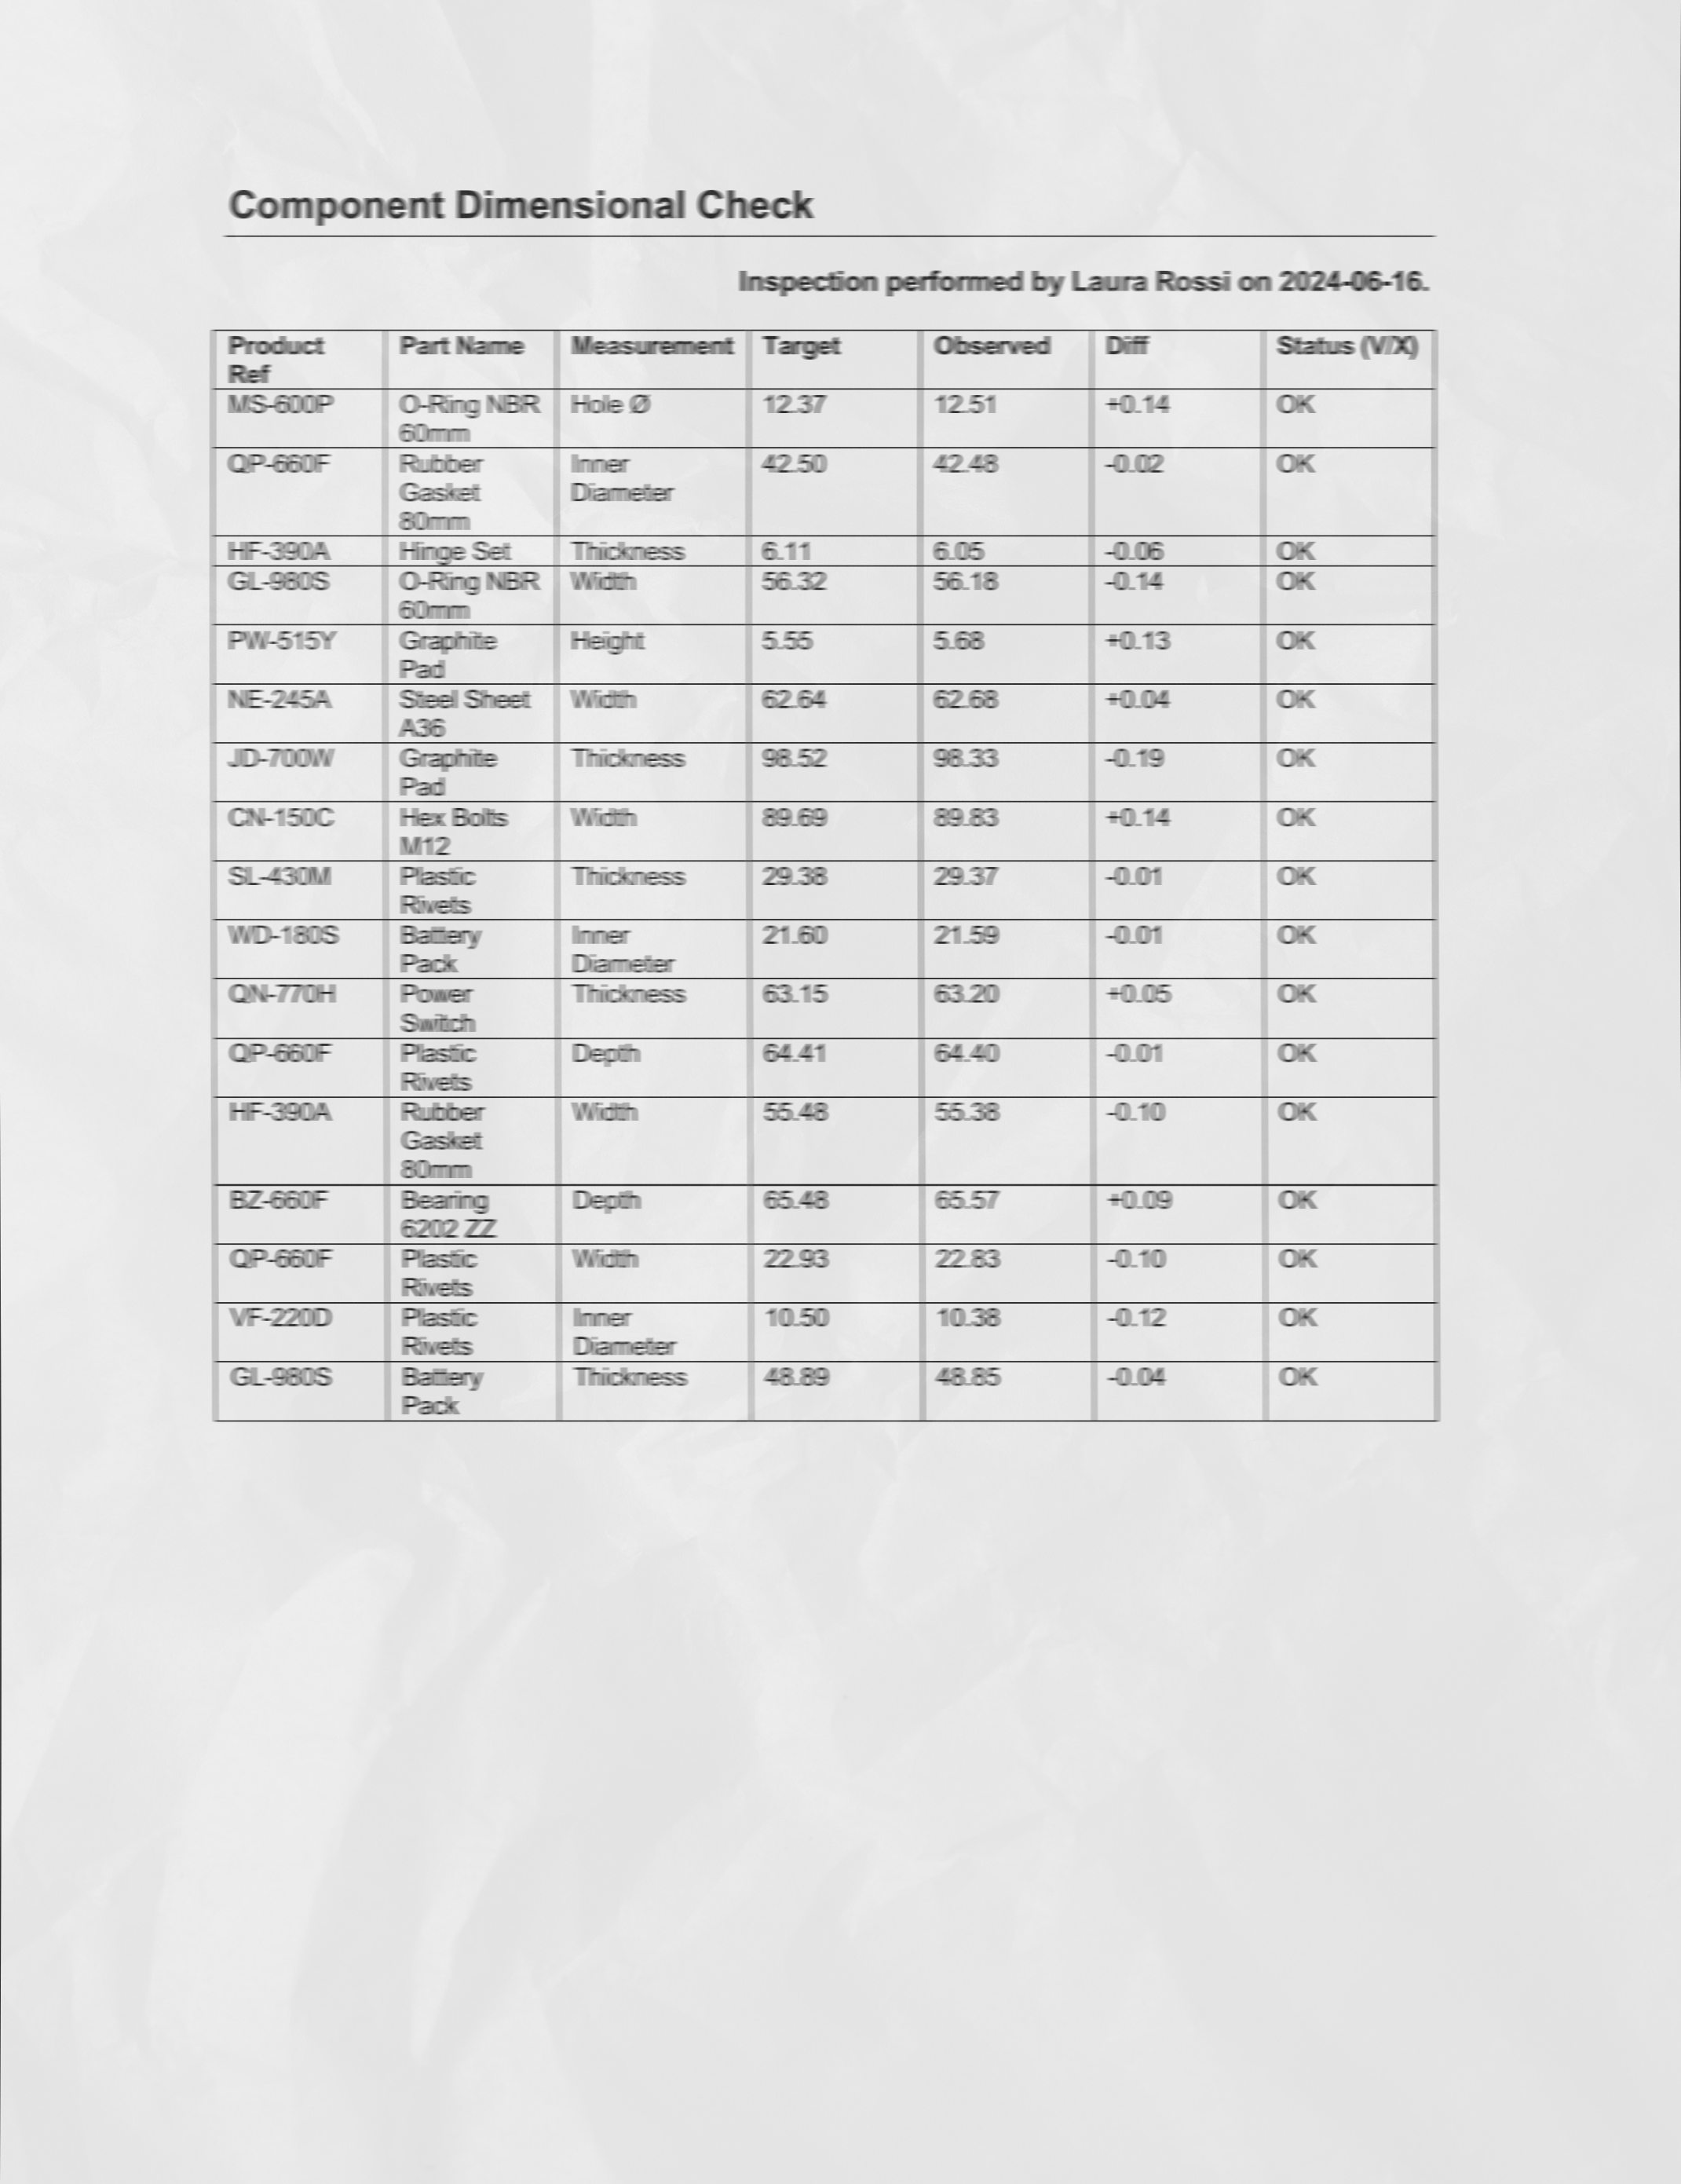 Component Dimensional Check
Inspection performed by Laura Rossi on 2024-06-16.
Product Ref Part Name Measurement Target Observed Diff Status (V/X)
MS-600P O-Ring NBR 60mm Hole Ø 12.37 12.51 +0.14 OK
QP-660F Rubber Gasket 80mm Inner Diameter 42.50 42.48 -0.02 OK
HF-390A Hinge Set Thickness 6.11 6.05 -0.06 OK
GL-980S O-Ring NBR 60mm Width 56.32 56.18 -0.14 OK
PW-515Y Graphite Pad Height 5.55 5.68 +0.13 OK
NE-245A Steel Sheet A36 Width 62.64 62.68 +0.04 OK
JD-700W Graphite Pad Thickness 98.52 98.33 -0.19 OK
CN-150C Hex Bolts M12 Width 89.69 89.83 +0.14 OK
SL-430M Plastic Rivets Thickness 29.38 29.37 -0.01 OK
WD-180S Battery Pack Inner Diameter 21.60 21.59 -0.01 OK
QN-770H Power Switch Thickness 63.15 63.20 +0.05 OK
QP-660F Plastic Rivets Depth 64.41 64.40 -0.01 OK
HF-390A Rubber Gasket 80mm Width 55.48 55.38 -0.10 OK
BZ-660F Bearing 6202 ZZ Depth 65.48 65.57 +0.09 OK
QP-660F Plastic Rivets Width 22.93 22.83 -0.10 OK
VF-220D Plastic Rivets Inner Diameter 10.50 10.38 -0.12 OK
GL-980S Battery Pack Thickness 48.89 48.85 -0.04 OK